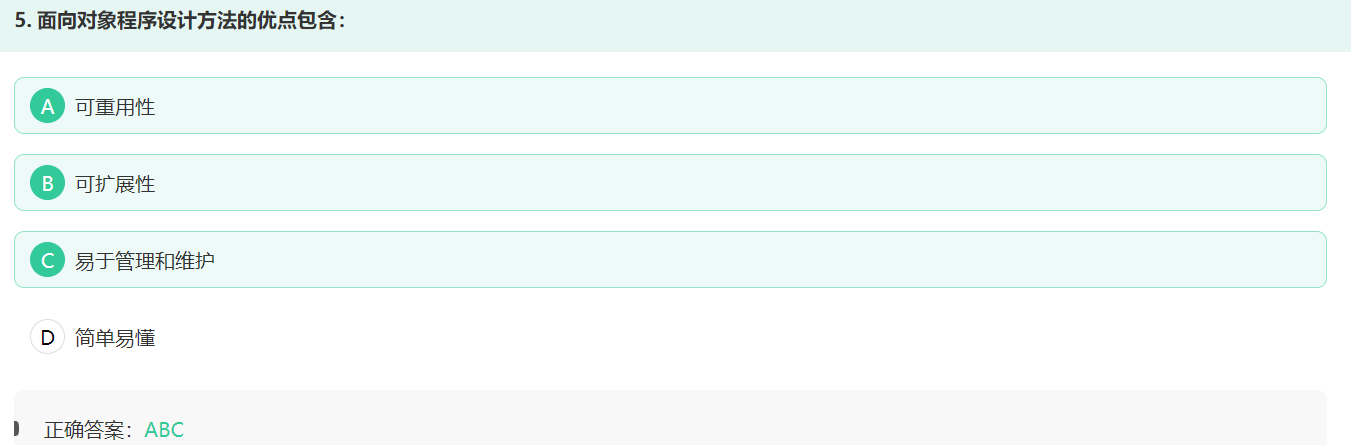 5. 面向对象程序设计方法的优点包含：
A 可重用性
B 可扩展性
C 易于管理和维护
D 简单易懂
正确答案：ABC